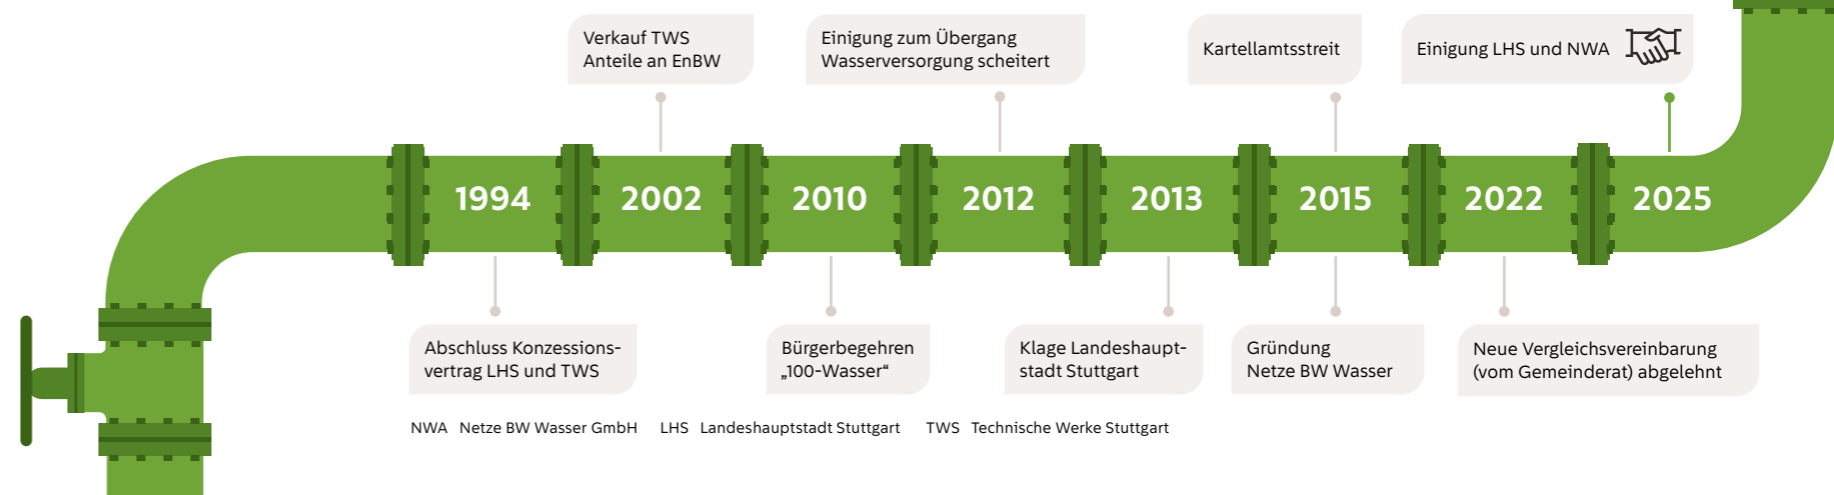 Verkauf TWS
Anteile an EnBW
Einigung zum Übergang
Wasserversorgung scheitert
Kartellamtsstreit
Einigung LHS und NWA
1994
2002
2010
2012
2013
2015
2022
2025
Abschluss Konzessions-
vertrag LHS und TWS
Bürgerbegehren
„100-Wasser“
Klage Landeshaupt-
stadt Stuttgart
Gründung
Netze BW Wasser
Neue Vergleichsvereinbarung
(vom Gemeinderat) abgelehnt
NWA Netze BW Wasser GmbH LHS Landeshauptstadt Stuttgart TWS Technische Werke Stuttgart